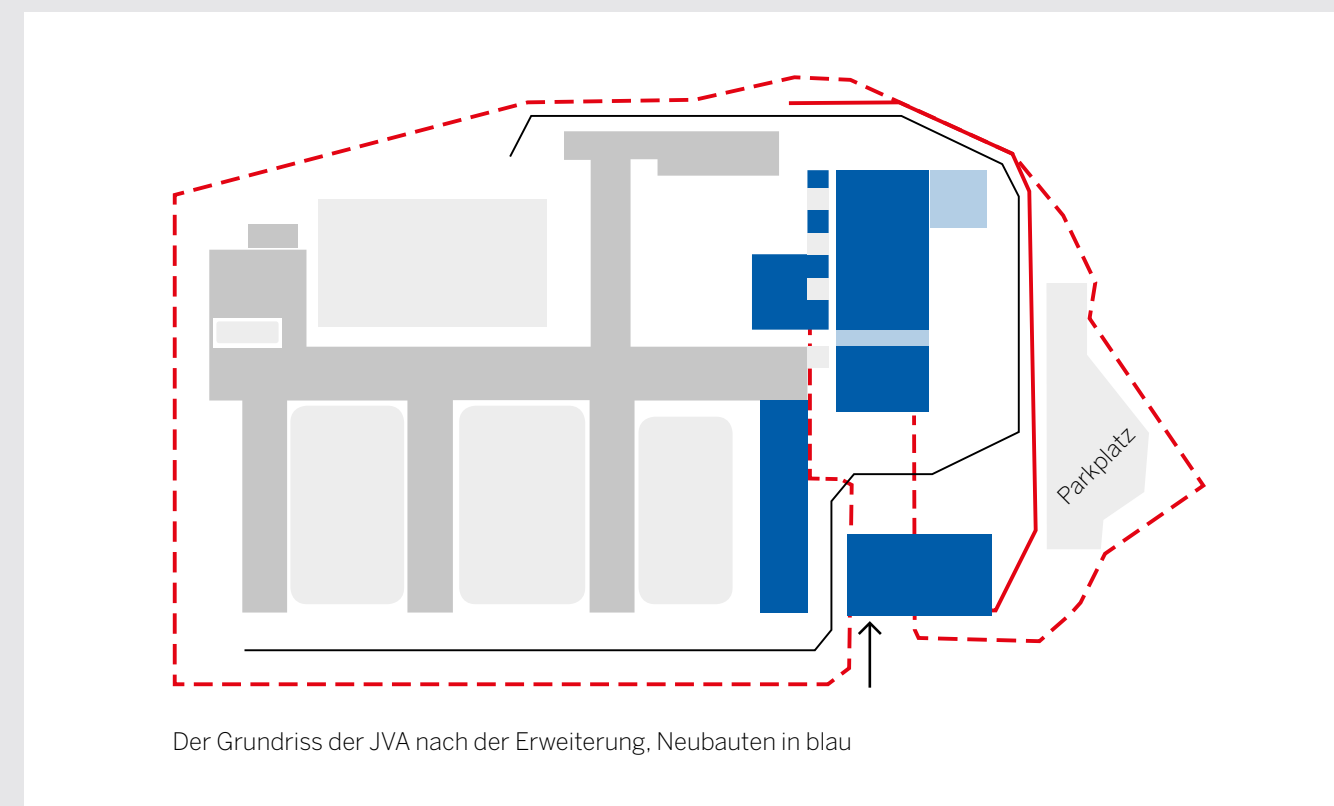 Parkplatz
Der Grundriss der JVA nach der Erweiterung, Neubauten in blau